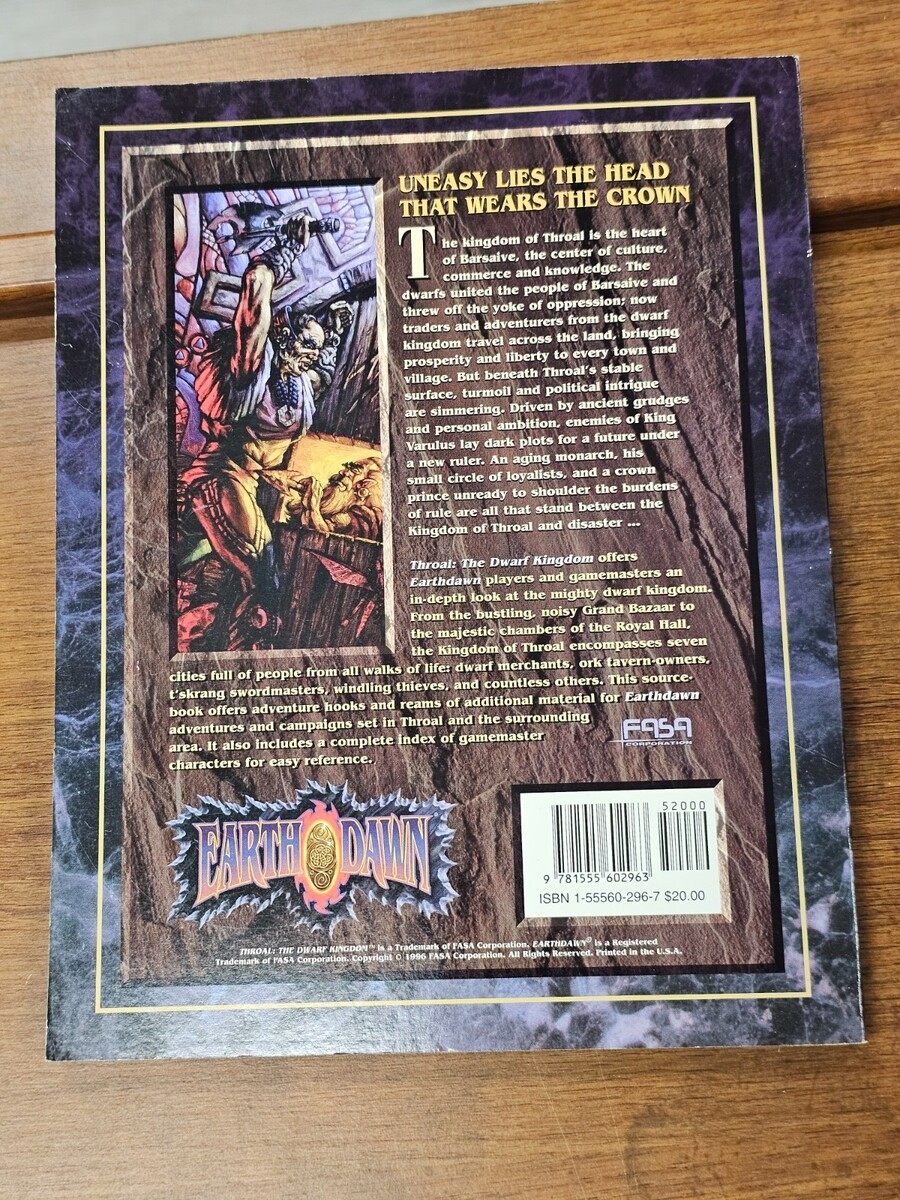 UNEASY LIES THE HEAD
THAT WEARS THE CROWN
The kingdom of Throal is the heart
of Barsaive, the center of culture,
commerce and knowledge. The
dwarfs united the people of Barsaive and
threw off the yoke of oppression; now
traders and adventurers from the dwarf
kingdom travel across the land, bringing
prosperity and liberty to every town and
village. But beneath Throal's stable
surface, turmoil and political intrigue
are simmering. Driven by ancient grudges
and personal ambition, enemies of King
Varulus lay dark plots for a future under
a new ruler. An aging monarch, his
small circle of loyalists, and a crown
prince unready to shoulder the burdens
of rule are all that stand between the
Kingdom of Throal and disaster ...
Throal: The Dwarf Kingdom offers
Earthdawn players and gamemasters an
in-depth look at the mighty dwarf kingdom.
From the bustling, noisy Grand Bazaar to
the majestic chambers of the Royal Hall,
the Kingdom of Throal encompasses seven
cities full of people from all walks of life: dwarf merchants, ork tavern-owners,
t'skrang swordmasters, windling thieves, and countless others. This source-
book offers adventure hooks and reams of additional material for Earthdawn
adventures and campaigns set in Throal and the surrounding
area. It also includes a complete index of gamemaster
characters for easy reference.
FASA
CORPORATION
EARTHDAWN
52000
9 781555 602963
ISBN 1-55560-296-7 $20.00
THROAL: THE DWARF KINGDOM™ is a Trademark of FASA Corporation. EARTHDAWN® is a Registered
Trademark of FASA Corporation. Copyright © 1996 FASA Corporation. All Rights Reserved. Printed in the U.S.A.